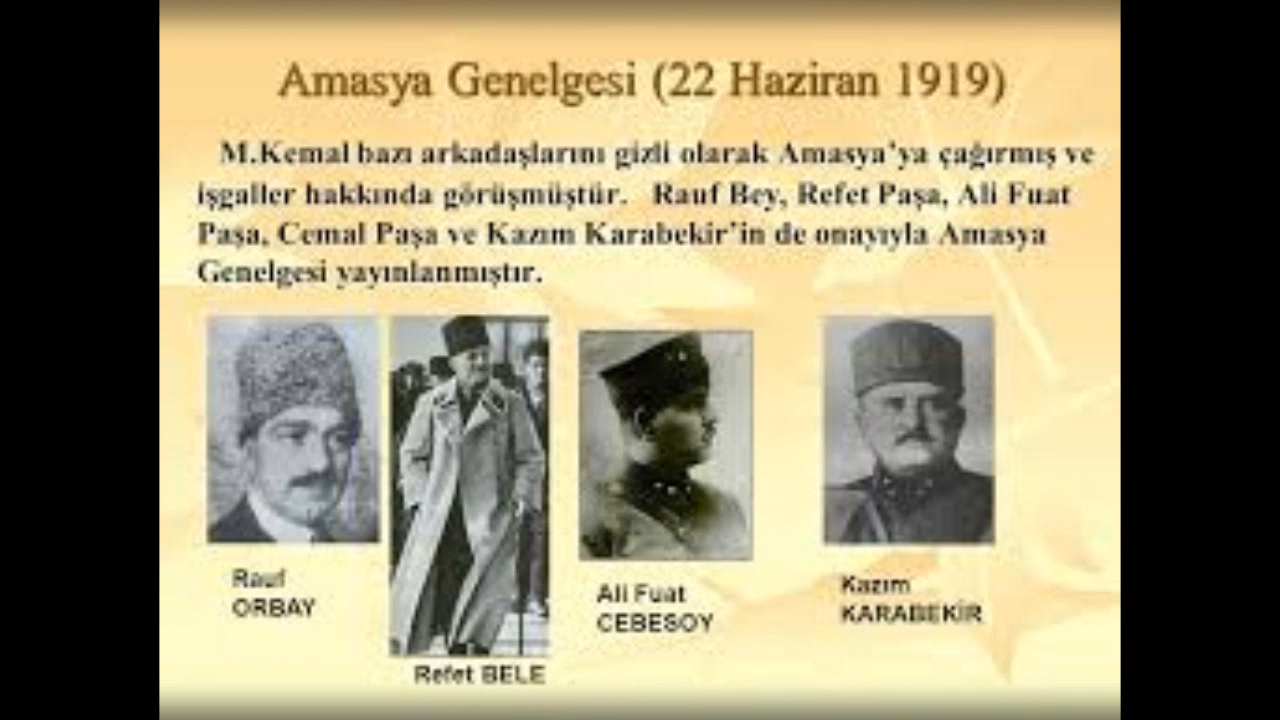 Amasya Genelgesi (22 Haziran 1919)
M.Kemal bazı arkadaşlarını gizli olarak Amasya'ya çağırmış ve
işgaller hakkında görüşmüştür. Rauf Bey, Refet Paşa, Ali Fuat
Paşa, Cemal Paşa ve Kazım Karabekir'in de onayıyla Amasya
Genelgesi yayınlanmıştır.
Rauf
ORBAY
Refet BELE
Ali Fuat
CEBESOY
Kazım
KARABEKİR